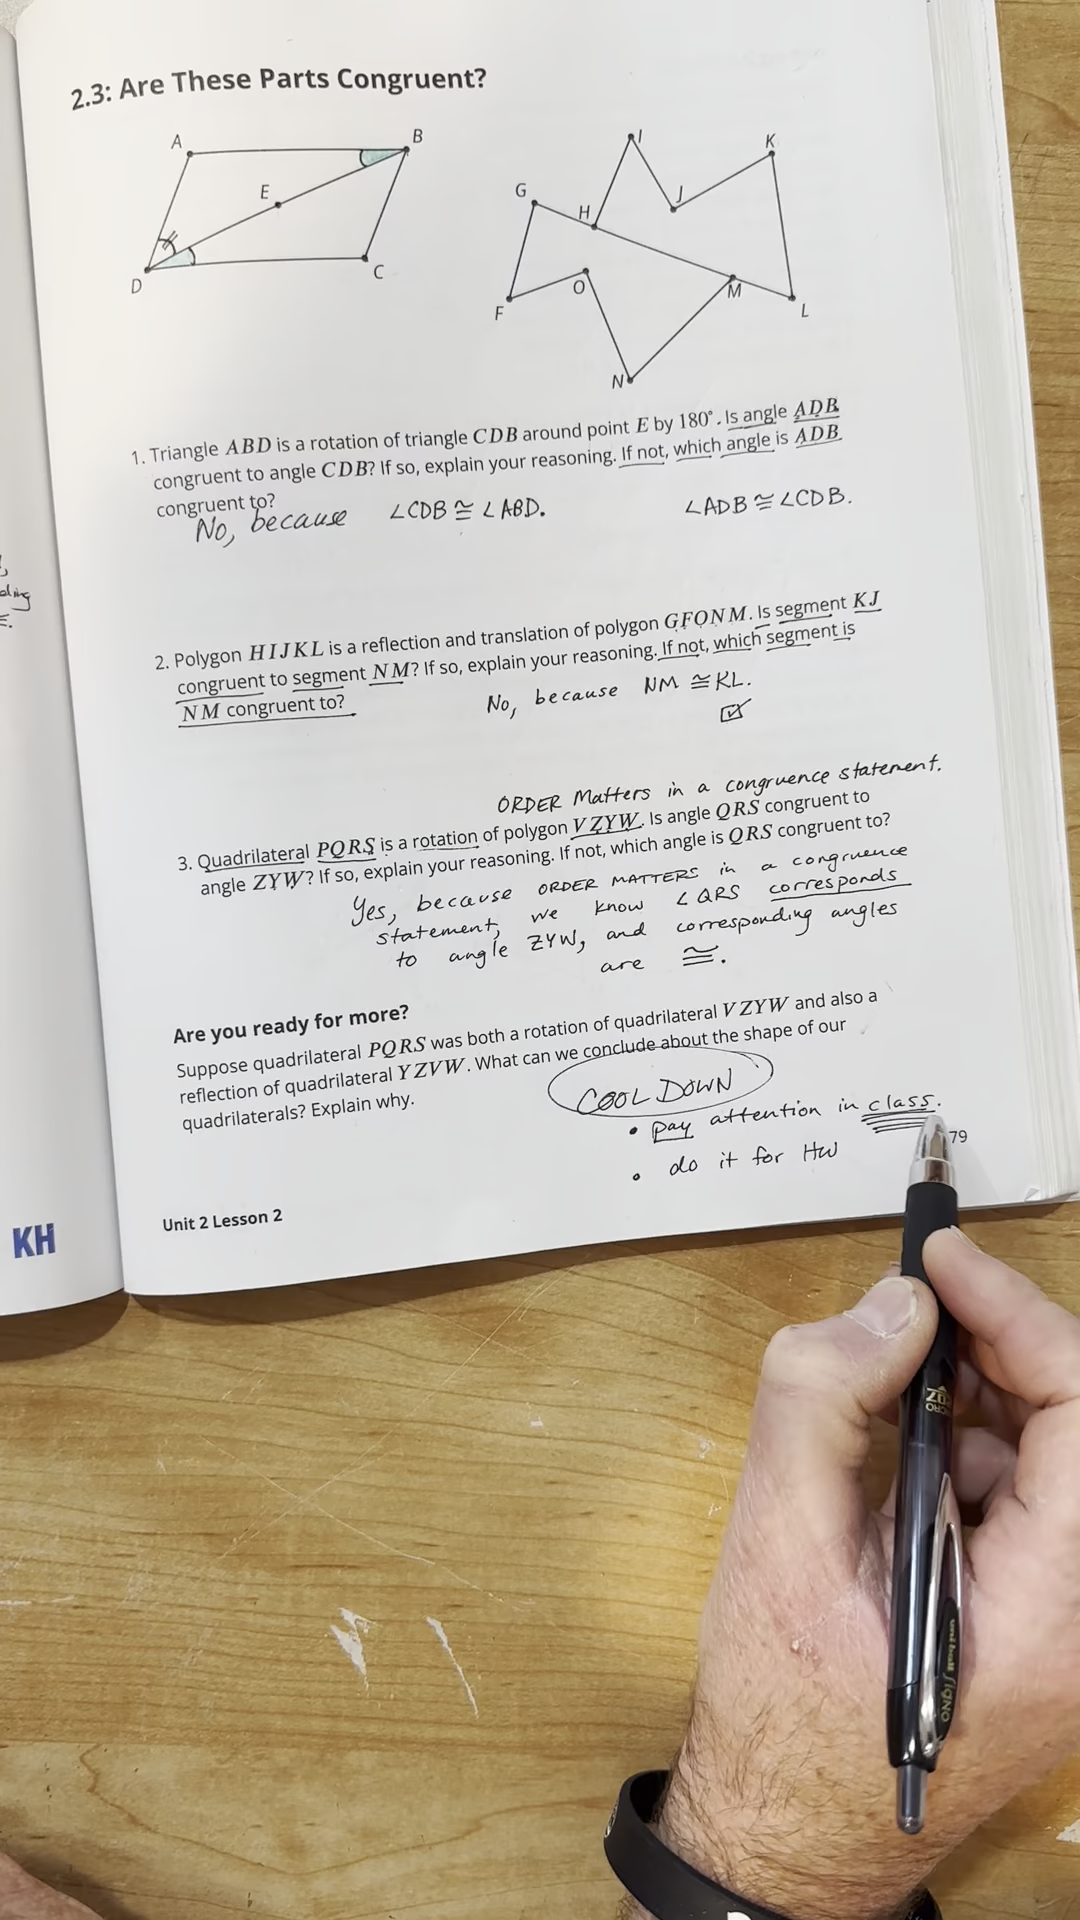 2.3: Are These Parts Congruent?
A
B
E
D
C
I
K
G
J
H
O
M
F
L
N
1. Triangle ABD is a rotation of triangle CDB around point E by 180°. Is angle ADB
congruent to angle CDB? If so, explain your reasoning. If not, which angle is ADB
congruent to?
No, because ∠CDB ≅ ∠ABD. ∠ADB ≅ ∠CDB.
2. Polygon HIJKL is a reflection and translation of polygon GFONM. Is segment KJ
congruent to segment NM? If so, explain your reasoning. If not, which segment is
NM congruent to?
No, because NM ≅ KL.
ORDER Matters in a congruence statement.
3. Quadrilateral PQRS is a rotation of polygon VZYW. Is angle QRS congruent to
angle ZYW? If so, explain your reasoning. If not, which angle is QRS congruent to?
Yes, because ORDER MATTERS in a congruence
statement, we know ∠QRS corresponds
to angle ZYW, and corresponding angles
are ≅.
Are you ready for more?
Suppose quadrilateral PQRS was both a rotation of quadrilateral VZYW and also a
reflection of quadrilateral YZVW. What can we conclude about the shape of our
quadrilaterals? Explain why.
COOL DOWN
• pay attention in class.
• do it for HW
79
Unit 2 Lesson 2
KH
uni-ball SIGNO
MICRO